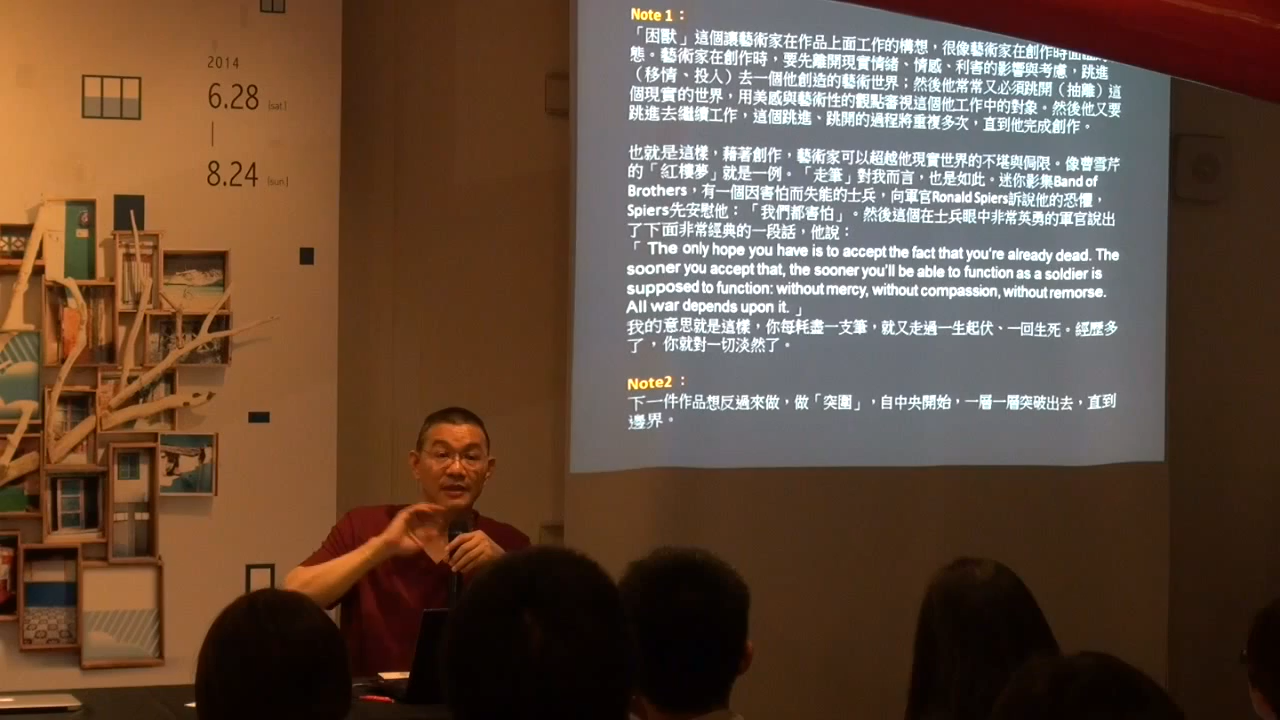 2014
6.28 [sat]
8.24 [sun]
Note 1：
「困獸」這個讓藝術家在作品上面工作的構想，很像藝術家在創作時面臨
態。藝術家在創作時，要先離開現實情緒、情感、利害的影響與考慮，跳進
（移情、投入）去一個他創造的藝術世界；然後他常常又必須跳開（抽離）這
個現實的世界，用美感與藝術性的觀點審視這個他工作中的對象。然後他又要
跳進去繼續工作，這個跳進、跳開的過程將重複多次，直到他完成創作。
也就是這樣，藉著創作，藝術家可以超越他現實世界的不堪與侷限。像曹雪芹
的「紅樓夢」就是一例。「走筆」對我而言，也是如此。迷你影集Band of
Brothers，有一個因害怕而失能的士兵，向軍官Ronald Spiers訴說他的恐懼，
Spiers先安慰他：「我們都害怕」。然後這個在士兵眼中非常英勇的軍官說出
了下面非常經典的一段話，他說：
「 The only hope you have is to accept the fact that you're already dead. The
sooner you accept that, the sooner you'll be able to function as a soldier is
supposed to function: without mercy, without compassion, without remorse.
All war depends upon it. 」
我的意思就是這樣，你每耗盡一支筆，就又走過一生起伏、一回生死。經歷多
了，你就對一切淡然了。
Note2：
下一件作品想反過來做，做「突圍」，自中央開始，一層一層突破出去，直到
邊界。